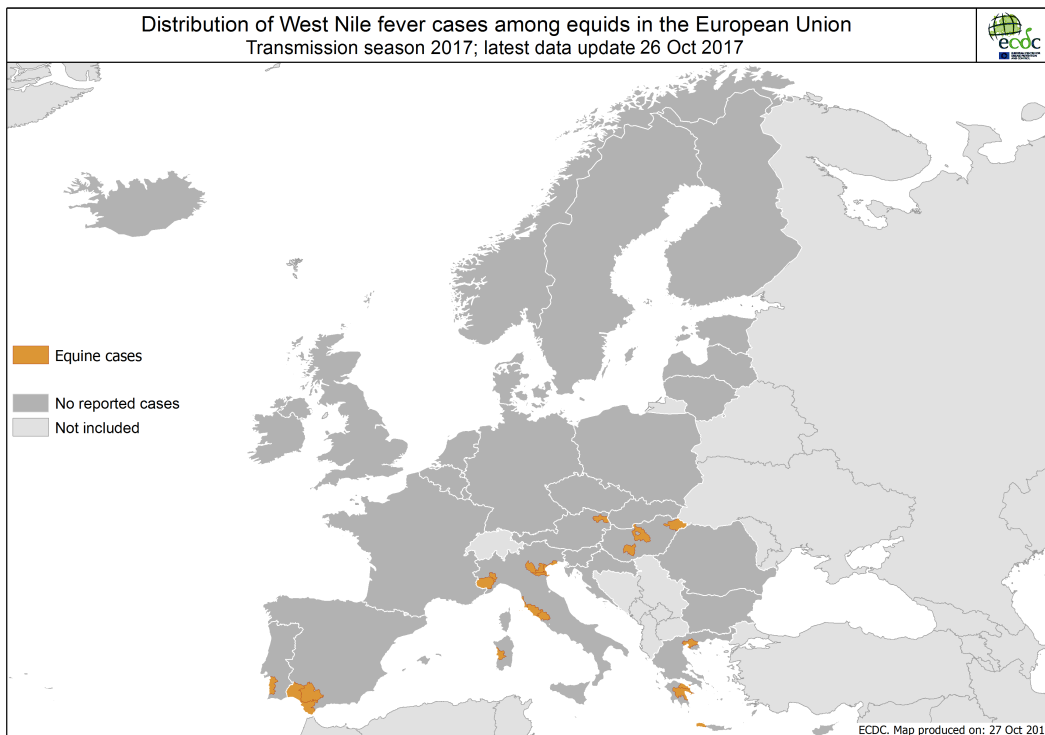 Distribution of West Nile fever cases among equids in the European Union
Transmission season 2017; latest data update 26 Oct 2017
ecdc
Equine cases
No reported cases
Not included
ECDC. Map produced on: 27 Oct 201